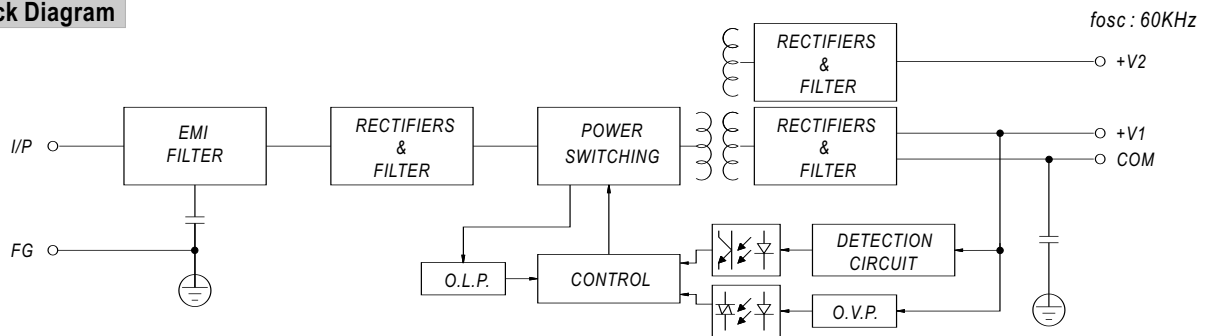 ck Diagram
fosc : 60KHz
RECTIFIERS
&
FILTER
+V2
I/P
EMI
FILTER
RECTIFIERS
&
FILTER
POWER
SWITCHING
RECTIFIERS
&
FILTER
+V1
COM
FG
O.L.P.
CONTROL
DETECTION
CIRCUIT
O.V.P.